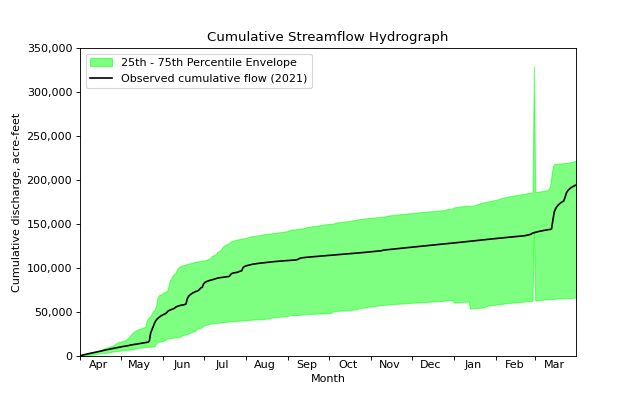 Cumulative Streamflow Hydrograph
350,000
300,000
250,000
200,000
150,000
100,000
50,000
0
Cumulative discharge, acre-feet
25th - 75th Percentile Envelope
Observed cumulative flow (2021)
Apr May Jun Jul Aug Sep Oct Nov Dec Jan Feb Mar
Month